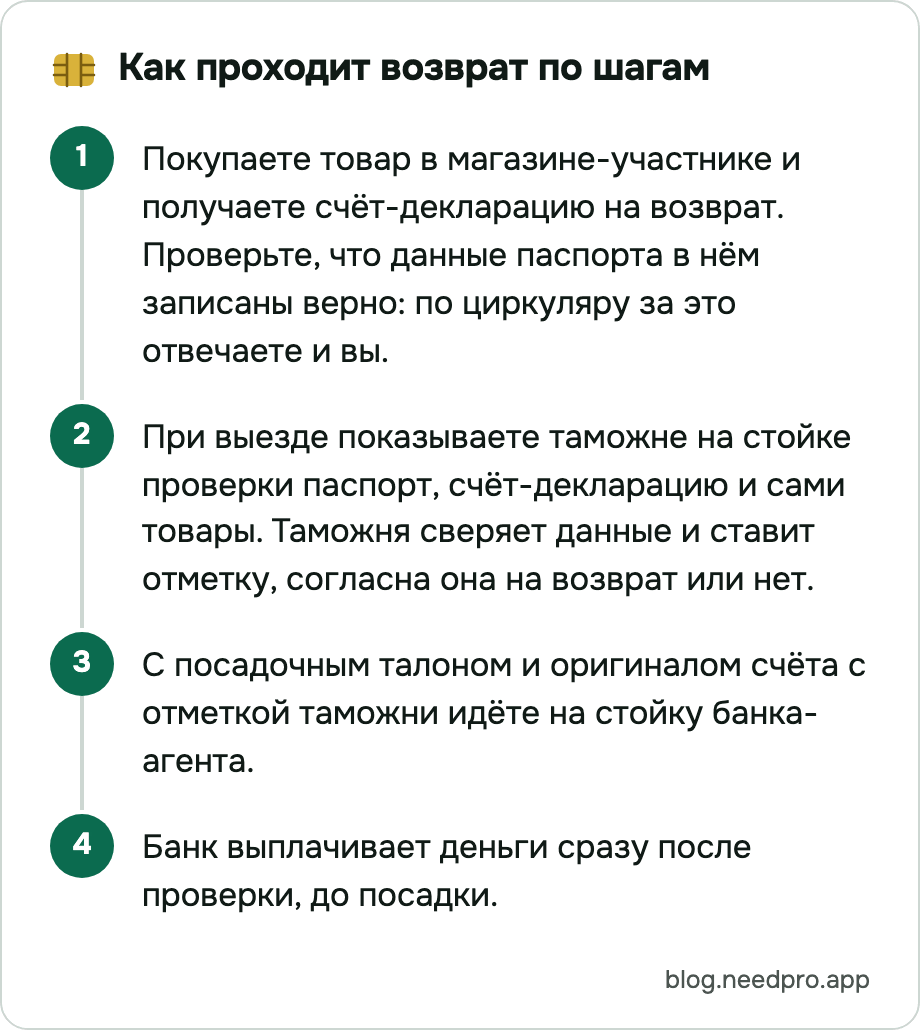 Как проходит возврат по шагам
1
Покупаете товар в магазине-участнике и
получаете счёт-декларацию на возврат.
Проверьте, что данные паспорта в нём
записаны верно: по циркуляру за это
отвечаете и вы.
2
При выезде показываете таможне на стойке
проверки паспорт, счёт-декларацию и сами
товары. Таможня сверяет данные и ставит
отметку, согласна она на возврат или нет.
3
С посадочным талоном и оригиналом счёта с
отметкой таможни идёте на стойку банка-
агента.
4
Банк выплачивает деньги сразу после
проверки, до посадки.
blog.needpro.app